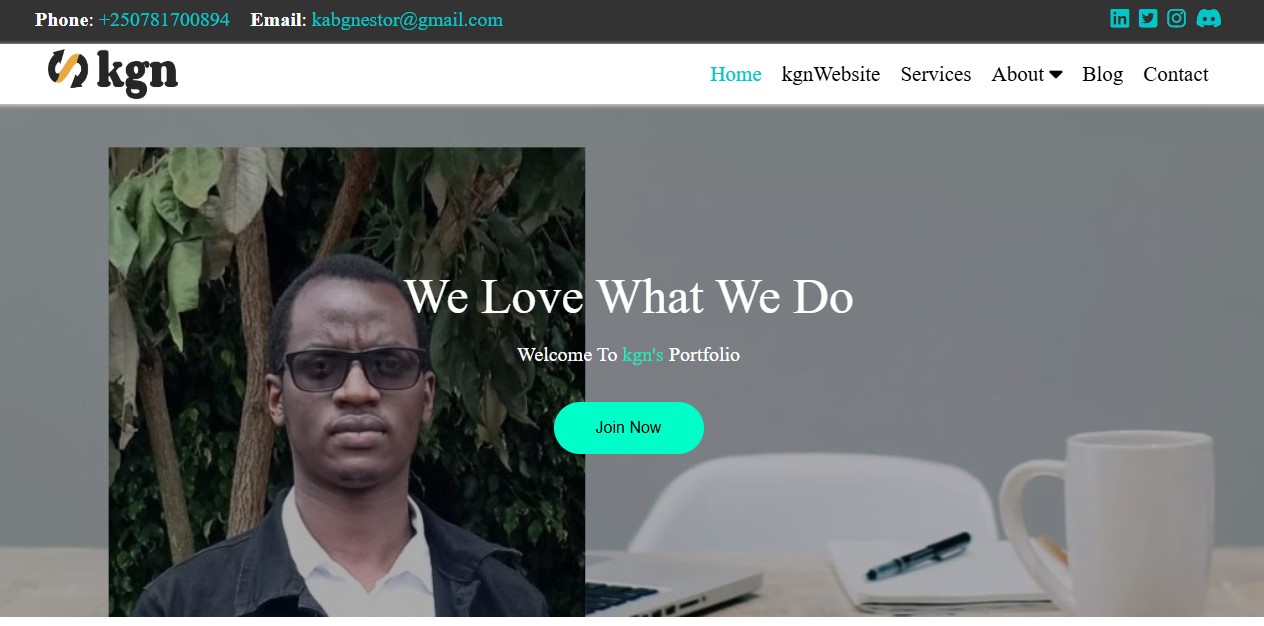 Phone: +250781700894 Email: kabgnestor@gmail.com
kgn
Home kgnWebsite Services About Blog Contact
We Love What We Do
Welcome To kgn's Portfolio
Join Now